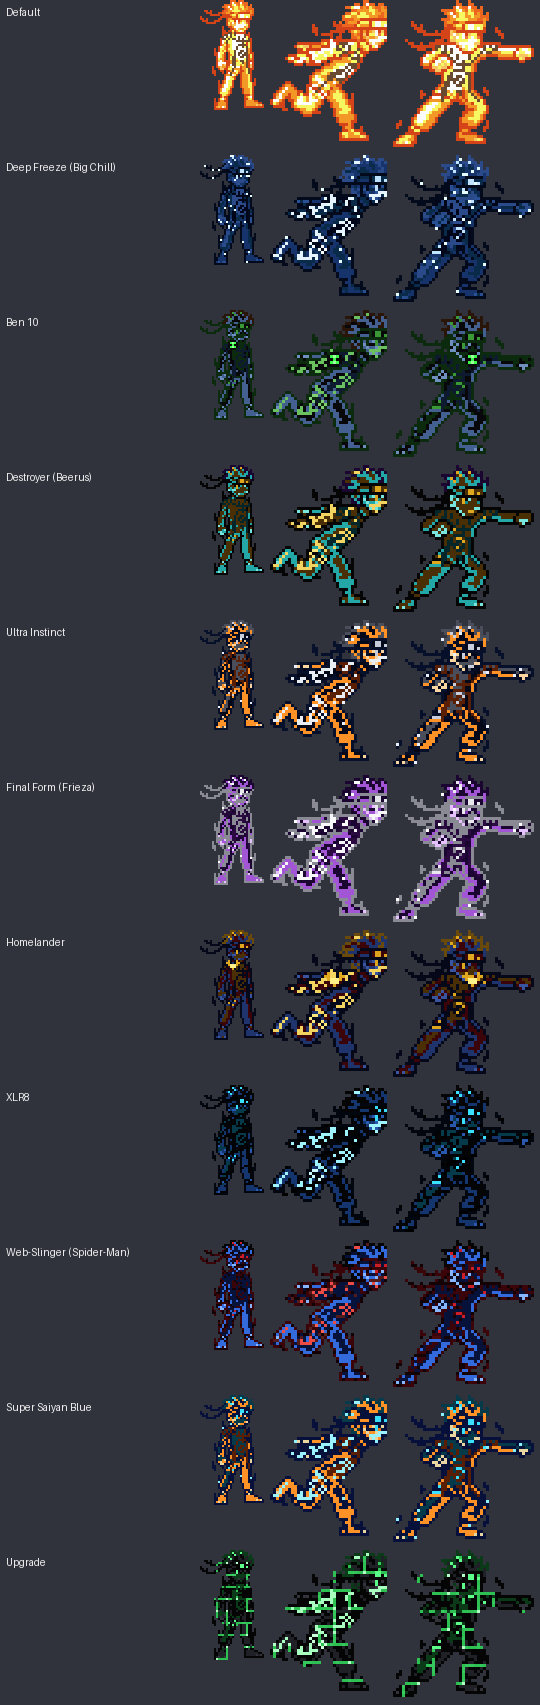 Default
Deep Freeze (Big Chill)
Ben 10
Destroyer (Beerus)
Ultra Instinct
Final Form (Frieza)
Homelander
XLR8
Web-Slinger (Spider-Man)
Super Saiyan Blue
Upgrade